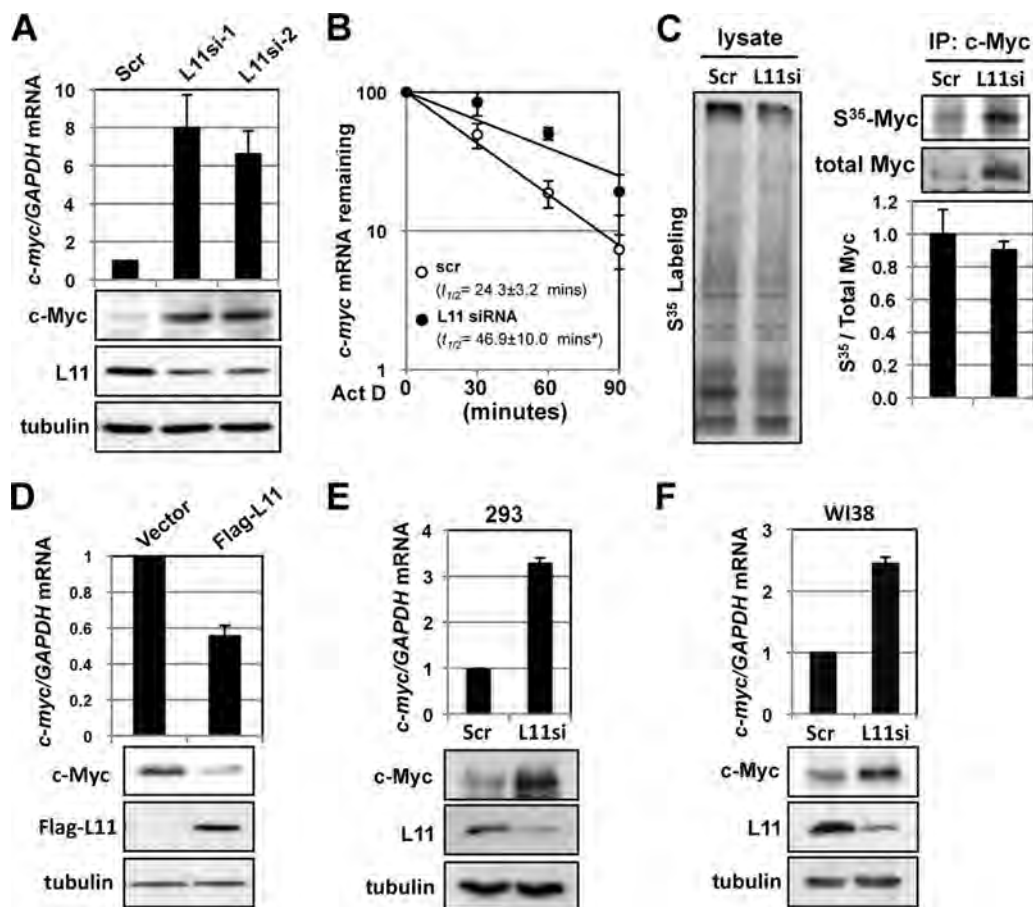 A
Scr
L11si-1
L11si-2
c-myc/GAPDH mRNA
10
8
6
4
2
0
c-Myc
L11
tubulin
B
c-myc mRNA remaining
100
10
1
scr
(t1/2= 24.3±3.2 mins)
L11 siRNA
(t1/2= 46.9±10.0 mins*)
Act D
0 30 60 90
(minutes)
C
lysate
Scr L11si
S35 Labeling
IP: c-Myc
Scr L11si
S35-Myc
total Myc
S35 / Total Myc
1.2
1.0
0.8
0.6
0.4
0.2
0.0
D
Vector
Flag-L11
c-myc/GAPDH mRNA
1
0.8
0.6
0.4
0.2
0
c-Myc
Flag-L11
tubulin
E
293
c-myc/GAPDH mRNA
4
3
2
1
0
Scr L11si
c-Myc
L11
tubulin
F
WI38
c-myc/GAPDH mRNA
3
2
1
0
Scr L11si
c-Myc
L11
tubulin